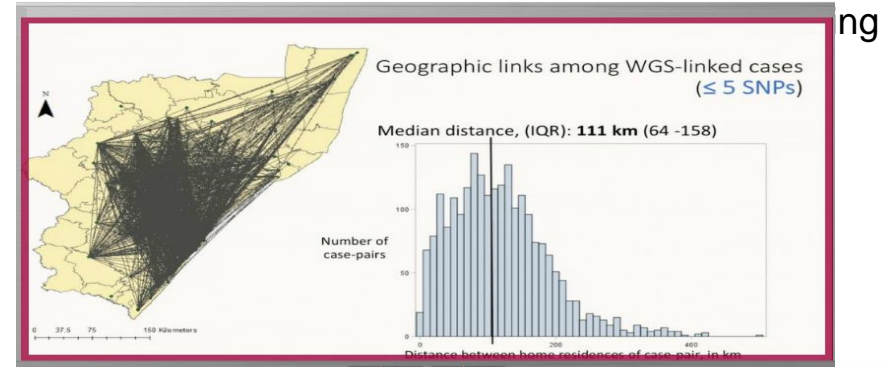 ng
Geographic links among WGS-linked cases
(≤ 5 SNPs)
N
Median distance, (IQR): 111 km (64 -158)
150
100
Number of
case-pairs
50
0
0 37.5 75 150 Kilometers
0 200 400
Distance between home residences of case-pair, in km